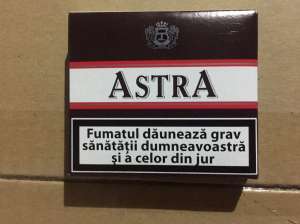 ASTRA
Fumatul dăunează grav
sănătății dumneavoastră
și a celor din jur